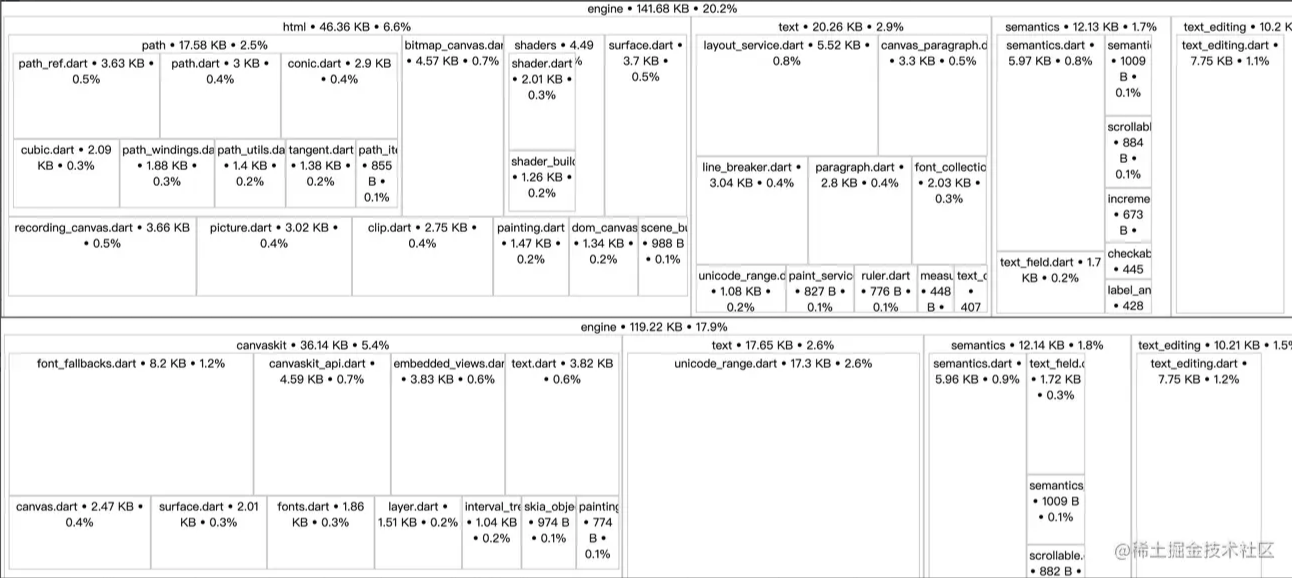 engine • 141.68 KB • 20.2%
html • 46.36 KB • 6.6%
path • 17.58 KB • 2.5%
path_ref.dart • 3.63 KB •
0.5%
path.dart • 3 KB •
0.4%
conic.dart • 2.9 KB
• 0.4%
cubic.dart • 2.09
KB • 0.3%
path_windings.da
• 1.88 KB •
0.3%
path_utils.da
• 1.4 KB •
0.2%
tangent.dart
• 1.38 KB •
0.2%
path_ite
• 855
B •
0.1%
bitmap_canvas.dar
• 4.57 KB • 0.7%
shaders • 4.49
%
shader.dart
• 2.01 KB •
0.3%
shader_build
• 1.26 KB •
0.2%
surface.dart •
3.7 KB •
0.5%
recording_canvas.dart • 3.66 KB
• 0.5%
picture.dart • 3.02 KB •
0.4%
clip.dart • 2.75 KB •
0.4%
painting.dart
• 1.47 KB •
0.2%
dom_canvas
• 1.34 KB •
0.2%
scene_bu
• 988 B
• 0.1%
text • 20.26 KB • 2.9%
layout_service.dart • 5.52 KB •
0.8%
canvas_paragraph.d
• 3.3 KB • 0.5%
line_breaker.dart •
3.04 KB • 0.4%
paragraph.dart •
2.8 KB • 0.4%
font_collectio
• 2.03 KB •
0.3%
unicode_range.d
• 1.08 KB •
0.2%
paint_servic
• 827 B •
0.1%
ruler.dart
• 776 B •
0.1%
measu
• 448
B •
text_c
•
407
semantics • 12.13 KB • 1.7%
semantics.dart •
5.97 KB • 0.8%
text_field.dart • 1.7
KB • 0.2%
semanti
• 1009
B •
0.1%
scrollabl
• 884
B •
0.1%
increme
• 673
B •
checkab
• 445
label_an
• 428
text_editing • 10.2 K
text_editing.dart •
7.75 KB • 1.1%
engine • 119.22 KB • 17.9%
canvaskit • 36.14 KB • 5.4%
font_fallbacks.dart • 8.2 KB • 1.2%
canvaskit_api.dart •
4.59 KB • 0.7%
embedded_views.dar
• 3.83 KB • 0.6%
text.dart • 3.82 KB
• 0.6%
canvas.dart • 2.47 KB •
0.4%
surface.dart • 2.01
KB • 0.3%
fonts.dart • 1.86
KB • 0.3%
layer.dart •
1.51 KB • 0.2%
interval_tre
• 1.04 KB
• 0.2%
skia_obje
• 974 B
• 0.1%
painting
• 774
B •
0.1%
text • 17.65 KB • 2.6%
unicode_range.dart • 17.3 KB • 2.6%
semantics • 12.14 KB • 1.8%
semantics.dart •
5.96 KB • 0.9%
text_field.d
• 1.72 KB
• 0.3%
semantics_
• 1009 B
• 0.1%
scrollable.
• 882 B •
text_editing • 10.21 KB • 1.5%
text_editing.dart •
7.75 KB • 1.2%
@稀土掘金技术社区